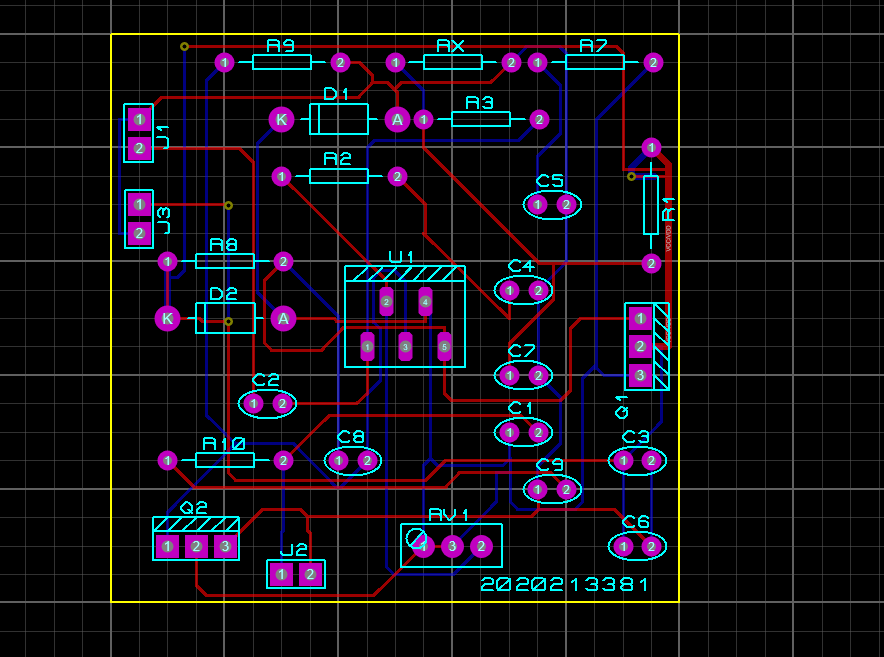 R9 RX R7
1 2 1 2 1 2
D1
K A
R3
1 2
J1
1
2
1
R2
1 2
C5
1 2
R1
J3
1
2
R8
1 2
U1
C4
1 2
2
VCC/VDD
D2
K A
2 4
1 3 5
1
2
3
Q1
C7
1 2
C2
1 2
C1
1 2
R10
1 2
C8
1 2
C3
1 2
C9
1 2
Q2
1 2 3
RV1
1 3 2
C6
1 2
J2
1 2
2020213381